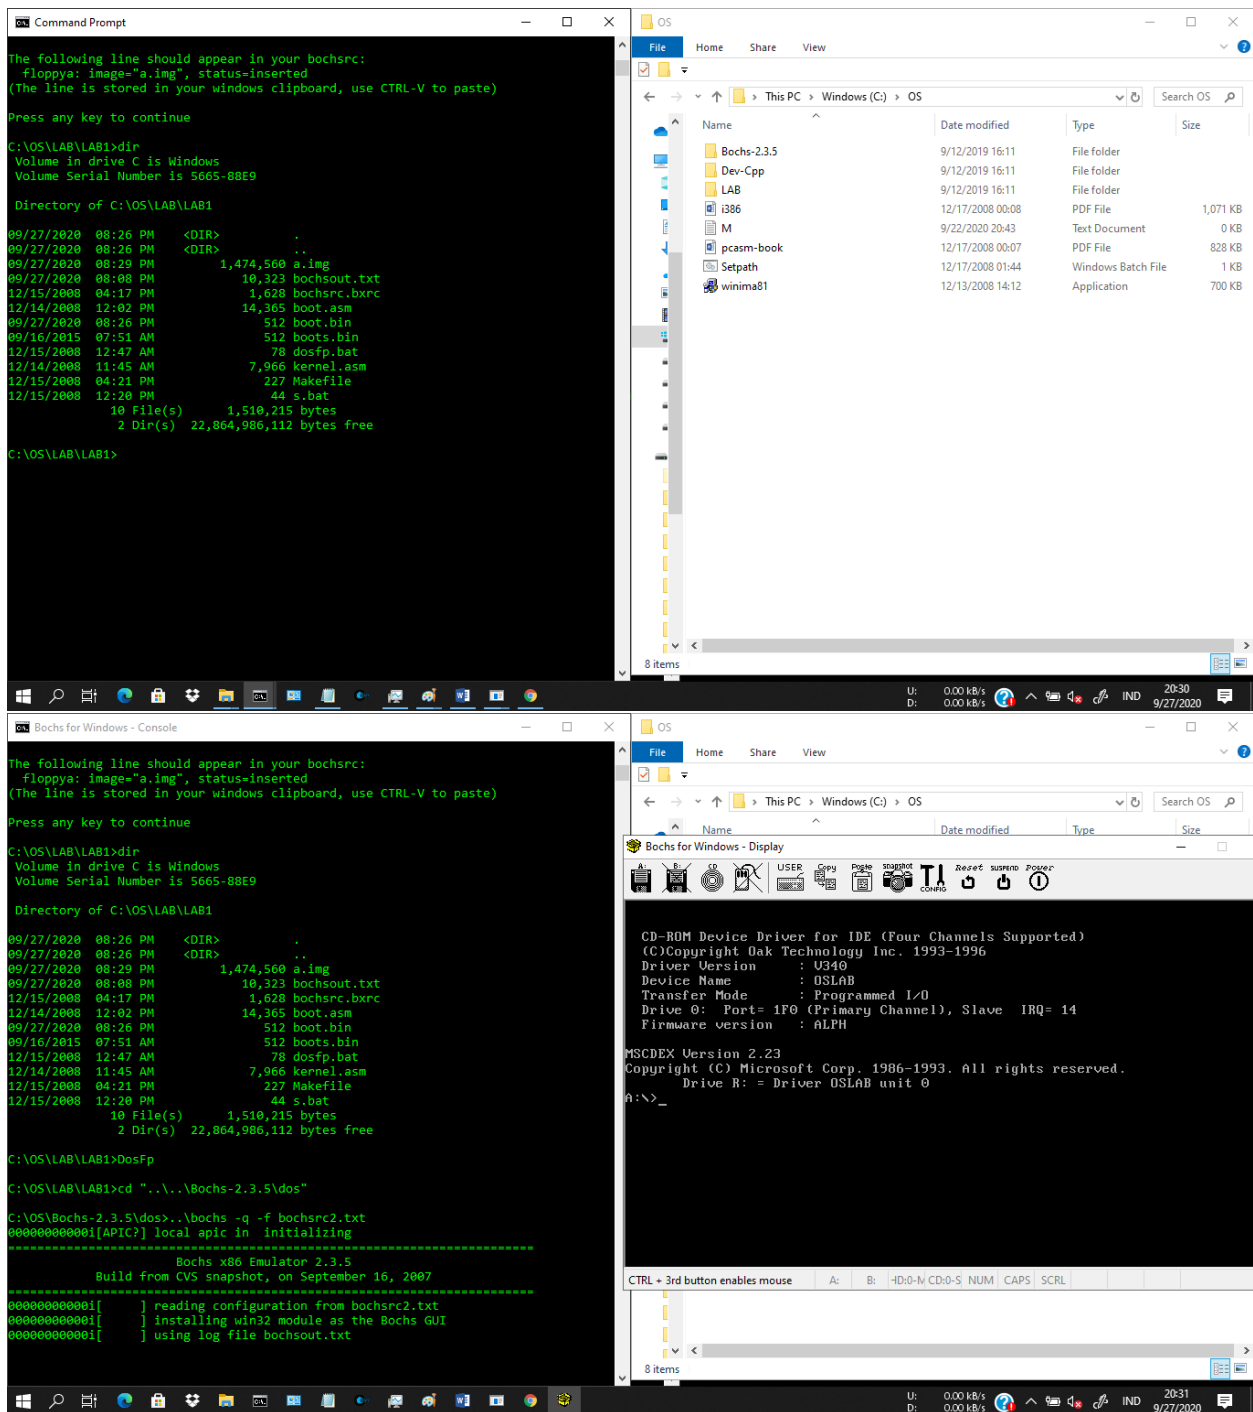 Command Prompt
The following line should appear in your bochsrc:
floppya: image="a.img", status=inserted
(The line is stored in your windows clipboard, use CTRL-V to paste)
Press any key to continue
C:\OS\LAB\LAB1>dir
Volume in drive C is Windows
Volume Serial Number is 5665-88E9
Directory of C:\OS\LAB\LAB1
09/27/2020 08:26 PM <DIR> .
09/27/2020 08:26 PM <DIR> ..
09/27/2020 08:29 PM 1,474,560 a.img
09/27/2020 08:08 PM 10,323 bochsout.txt
12/15/2008 04:17 PM 1,628 bochsrc.bxrc
12/14/2008 12:02 PM 14,365 boot.asm
09/27/2020 08:26 PM 512 boot.bin
09/16/2015 07:51 AM 512 boots.bin
12/15/2008 12:47 AM 78 dosfp.bat
12/14/2008 11:45 AM 7,966 kernel.asm
12/15/2008 04:21 PM 227 Makefile
12/15/2008 12:20 PM 44 s.bat
10 File(s) 1,510,215 bytes
2 Dir(s) 22,864,986,112 bytes free
C:\OS\LAB\LAB1>
OS
File Home Share View
This PC > Windows (C:) > OS
Search OS
Name Date modified Type Size
Bochs-2.3.5 9/12/2019 16:11 File folder
Dev-Cpp 9/12/2019 16:11 File folder
LAB 9/12/2019 16:11 File folder
i386 12/17/2008 00:08 PDF File 1,071 KB
M 9/22/2020 20:43 Text Document 0 KB
pcasm-book 12/17/2008 00:07 PDF File 828 KB
Setpath 12/17/2008 01:44 Windows Batch File 1 KB
winima81 12/13/2008 14:12 Application 700 KB
8 items
U: 0.00 kB/s
D: 0.00 kB/s
IND
20:30
9/27/2020
Bochs for Windows - Console
The following line should appear in your bochsrc:
floppya: image="a.img", status=inserted
(The line is stored in your windows clipboard, use CTRL-V to paste)
Press any key to continue
C:\OS\LAB\LAB1>dir
Volume in drive C is Windows
Volume Serial Number is 5665-88E9
Directory of C:\OS\LAB\LAB1
09/27/2020 08:26 PM <DIR> .
09/27/2020 08:26 PM <DIR> ..
09/27/2020 08:29 PM 1,474,560 a.img
09/27/2020 08:08 PM 10,323 bochsout.txt
12/15/2008 04:17 PM 1,628 bochsrc.bxrc
12/14/2008 12:02 PM 14,365 boot.asm
09/27/2020 08:26 PM 512 boot.bin
09/16/2015 07:51 AM 512 boots.bin
12/15/2008 12:47 AM 78 dosfp.bat
12/14/2008 11:45 AM 7,966 kernel.asm
12/15/2008 04:21 PM 227 Makefile
12/15/2008 12:20 PM 44 s.bat
10 File(s) 1,510,215 bytes
2 Dir(s) 22,864,986,112 bytes free
C:\OS\LAB\LAB1>DosFp
C:\OS\LAB\LAB1>cd "..\..\Bochs-2.3.5\dos"
C:\OS\Bochs-2.3.5\dos>..\bochs -q -f bochsrc2.txt
00000000000i[APIC?] local apic in initializing
========================================================================
Bochs x86 Emulator 2.3.5
Build from CVS snapshot, on September 16, 2007
========================================================================
00000000000i[ ] reading configuration from bochsrc2.txt
00000000000i[ ] installing win32 module as the Bochs GUI
00000000000i[ ] using log file bochsout.txt
OS
File Home Share View
This PC > Windows (C:) > OS
Search OS
Name Date modified Type Size
Bochs for Windows - Display
A: B: CD USER Copy Paste snapshot CONFIG Reset SUSPEND Power
CD-ROM Device Driver for IDE (Four Channels Supported)
(C)Copyright Oak Technology Inc. 1993-1996
Driver Version : V340
Device Name : OSLAB
Transfer Mode : Programmed I/O
Drive 0: Port= 1F0 (Primary Channel), Slave IRQ= 14
Firmware version : ALPH
MSCDEX Version 2.23
Copyright (C) Microsoft Corp. 1986-1993. All rights reserved.
Drive R: = Driver OSLAB unit 0
A:\>_
CTRL + 3rd button enables mouse A: B: HD:0-M CD:0-S NUM CAPS SCRL
8 items
U: 0.00 kB/s
D: 0.00 kB/s
IND
20:31
9/27/2020